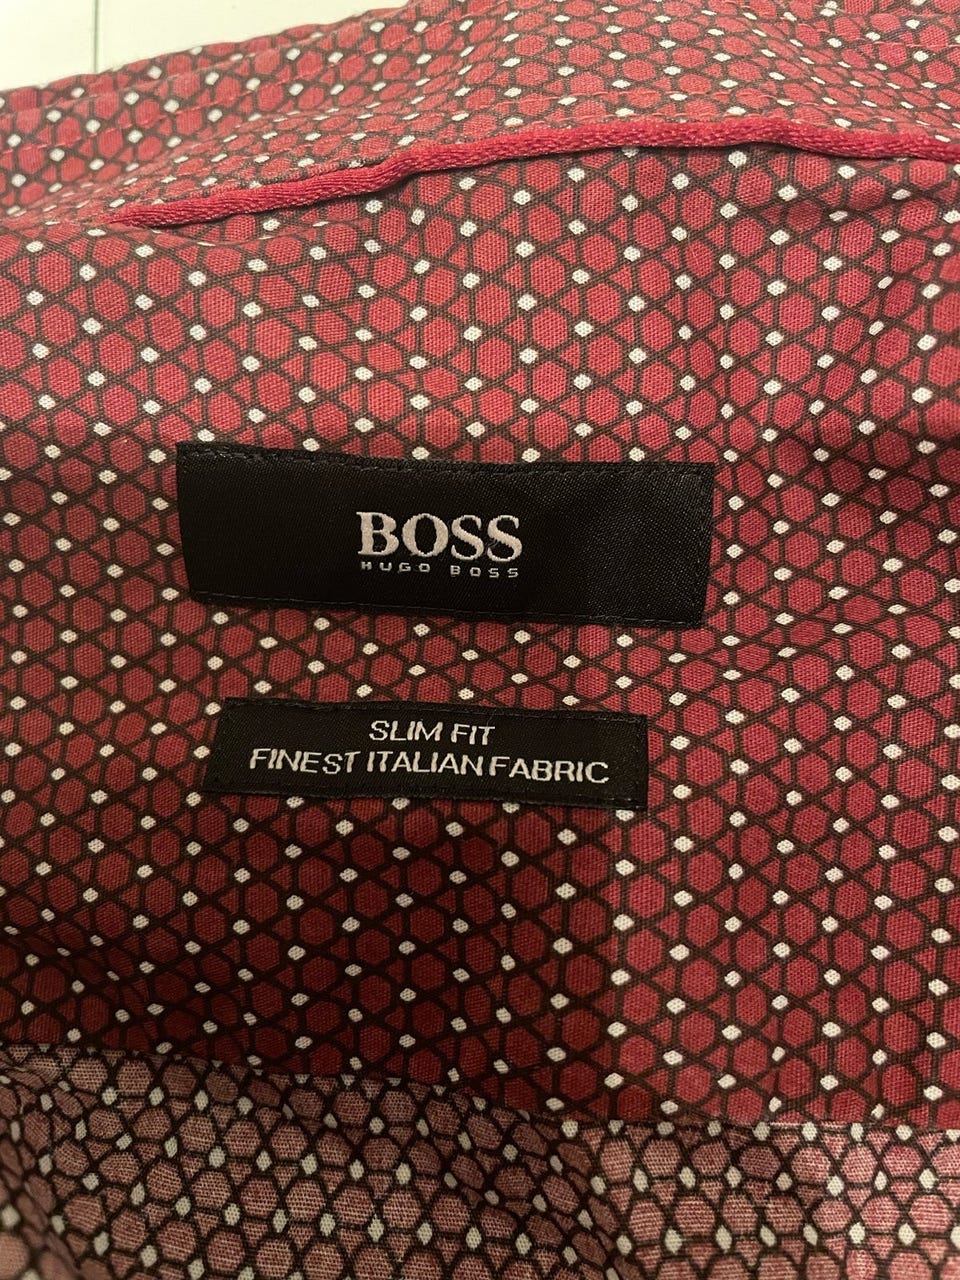 BOSS
HUGO BOSS
SLIM FIT
FINEST ITALIAN FABRIC